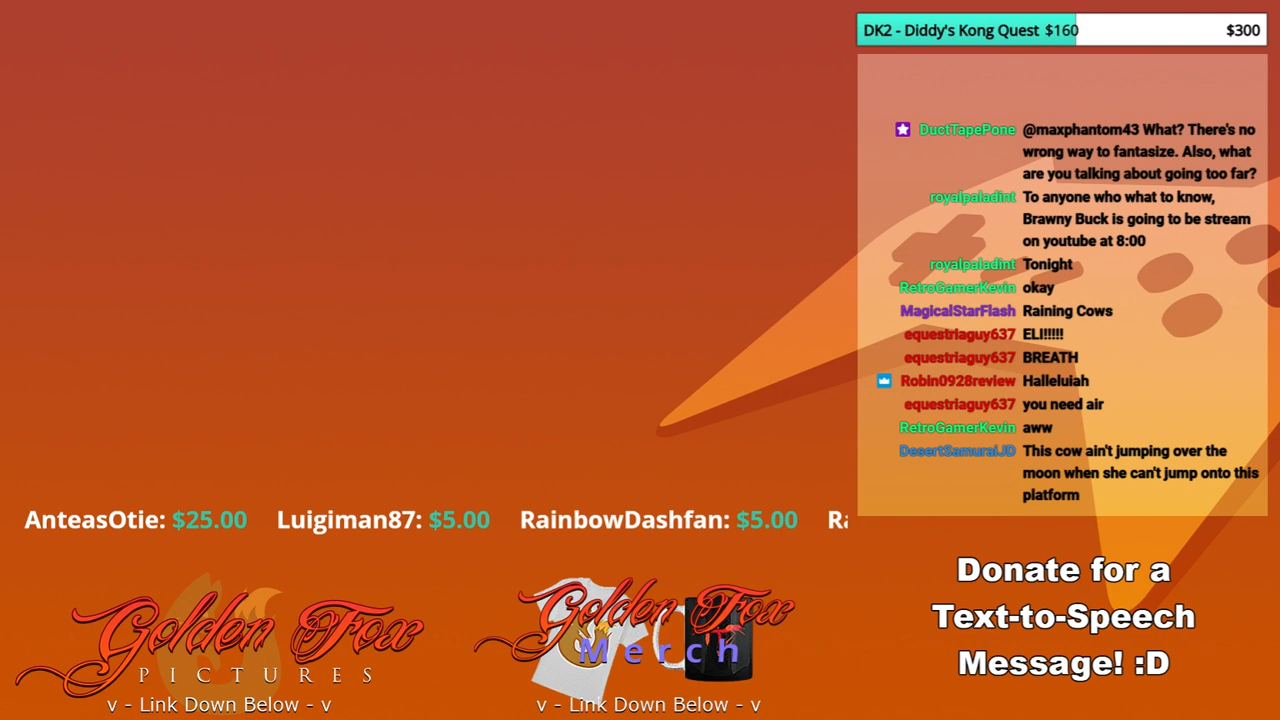 DK2 - Diddy's Kong Quest $160 $300
DuctTapePone @maxphantom43 What? There's no
wrong way to fantasize. Also, what
are you talking about going too far?
royalpaladint To anyone who what to know,
Brawny Buck is going to be stream
on youtube at 8:00
royalpaladint Tonight
RetroGamerKevin okay
MagicalStarFlash Raining Cows
equestriaguy637 ELI!!!!!
equestriaguy637 BREATH
Robin0928review Halleluiah
equestriaguy637 you need air
RetroGamerKevin aww
DesertSamuraiJD This cow ain't jumping over the
moon when she can't jump onto this
platform
AnteasOtie: $25.00 Luigiman87: $5.00 RainbowDashfan: $5.00
Golden Fox
PICTURES
v - Link Down Below - v
Golden Fox
Merch
v - Link Down Below - v
Donate for a
Text-to-Speech
Message! :D